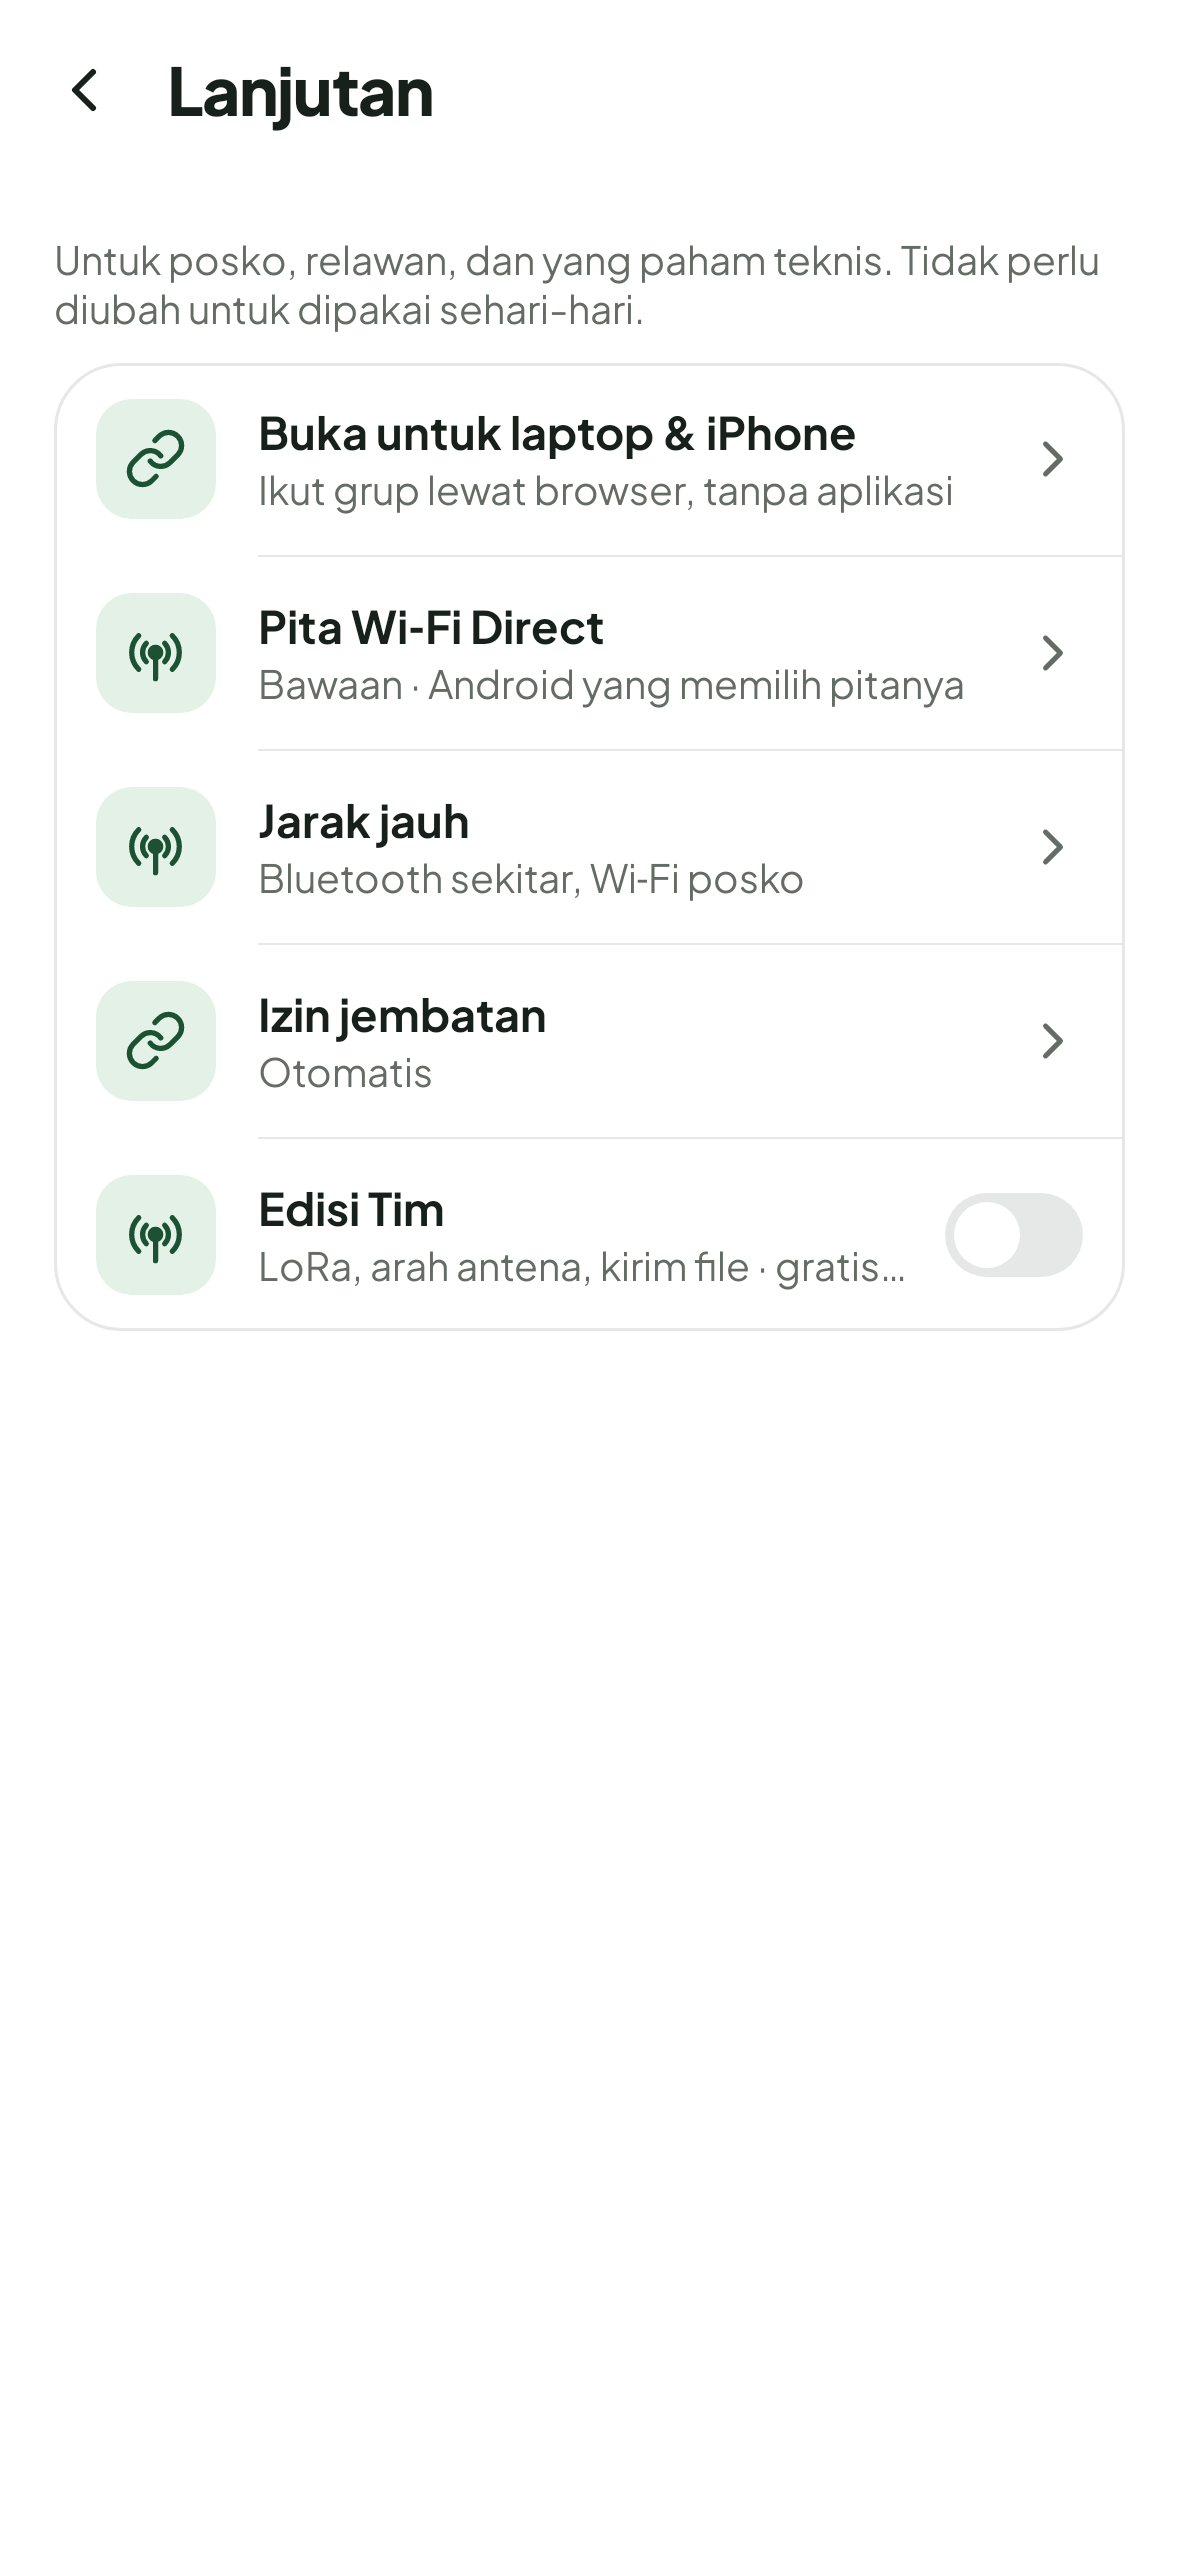 Lanjutan
Untuk posko, relawan, dan yang paham teknis. Tidak perlu
diubah untuk dipakai sehari-hari.
Buka untuk laptop & iPhone
Ikut grup lewat browser, tanpa aplikasi
Pita Wi-Fi Direct
Bawaan · Android yang memilih pitanya
Jarak jauh
Bluetooth sekitar, Wi-Fi posko
Izin jembatan
Otomatis
Edisi Tim
LoRa, arah antena, kirim file · gratis...